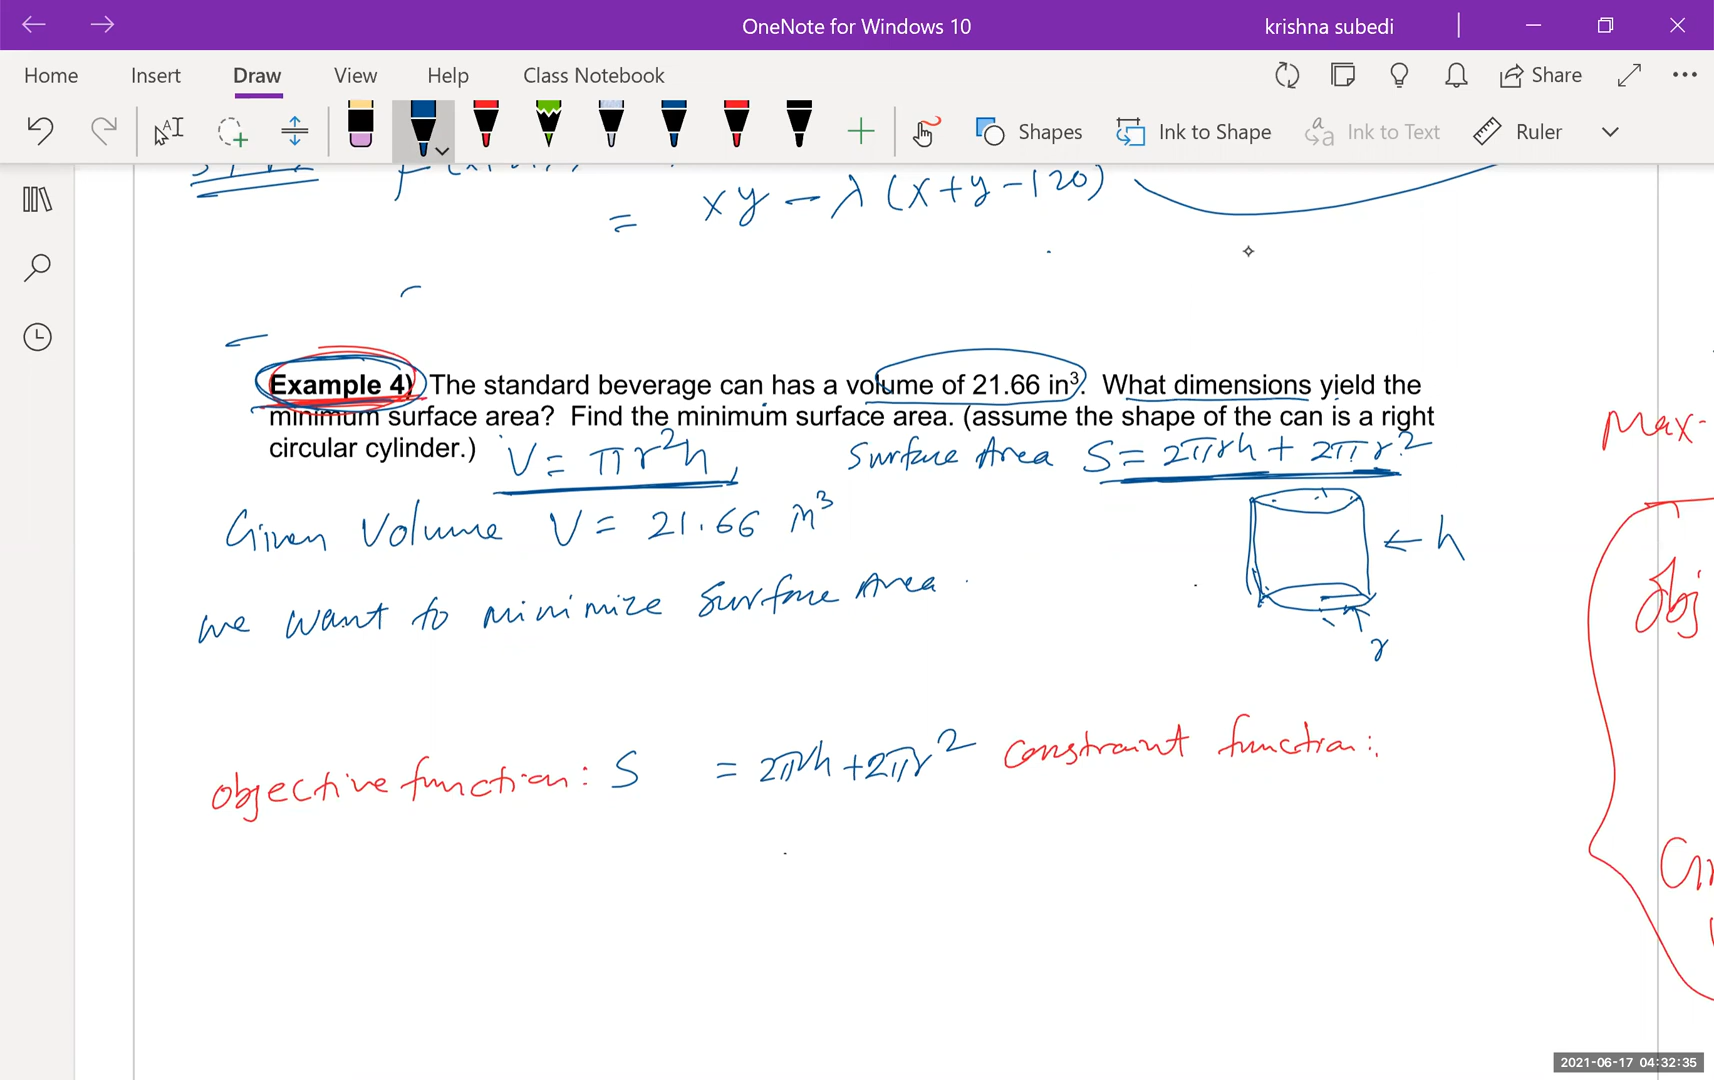 OneNote for Windows 10
krishna subedi
Home Insert Draw View Help Class Notebook
Share
Shapes Ink to Shape Ink to Text Ruler
= xy - λ (x+y-120)
Example 4) The standard beverage can has a volume of 21.66 in³. What dimensions yield the
minimum surface area? Find the minimum surface area. (assume the shape of the can is a right
circular cylinder.) V = πr²h, Surface Area S = 2πrh + 2πr²
Given Volume V = 21.66 in³
← h
we want to minimize Surface Area
r
objective function: S = 2πrh + 2πr² constraint function:
Max-
Obj
2021-06-17 04:32:35